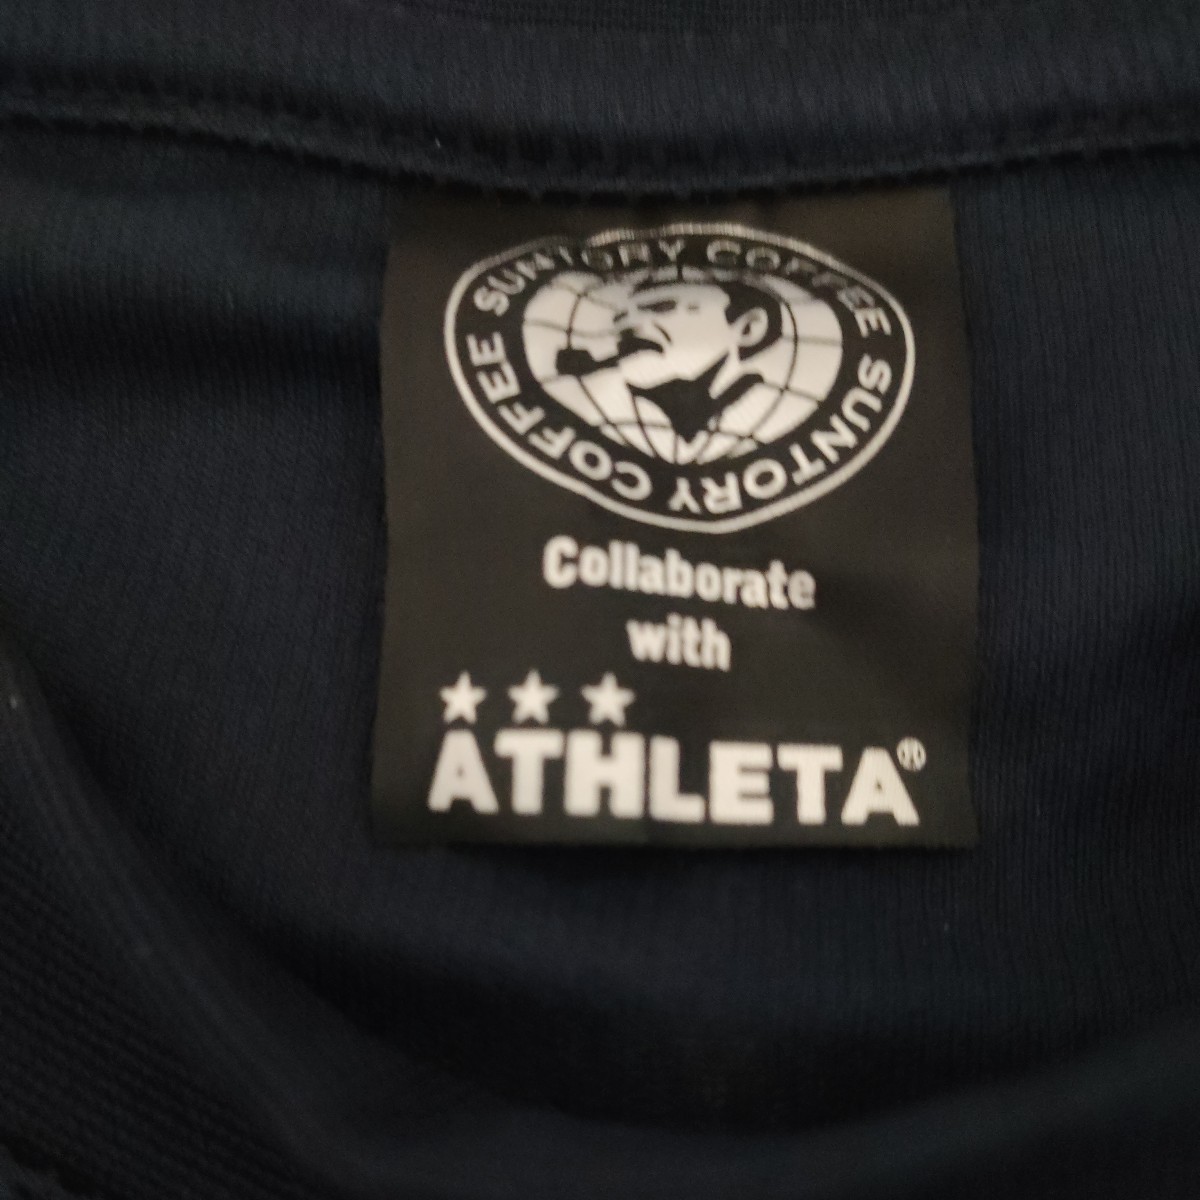 SUNTORY COFFEE SUNTORY COFFEE
Collaborate
with
ATHLETA®